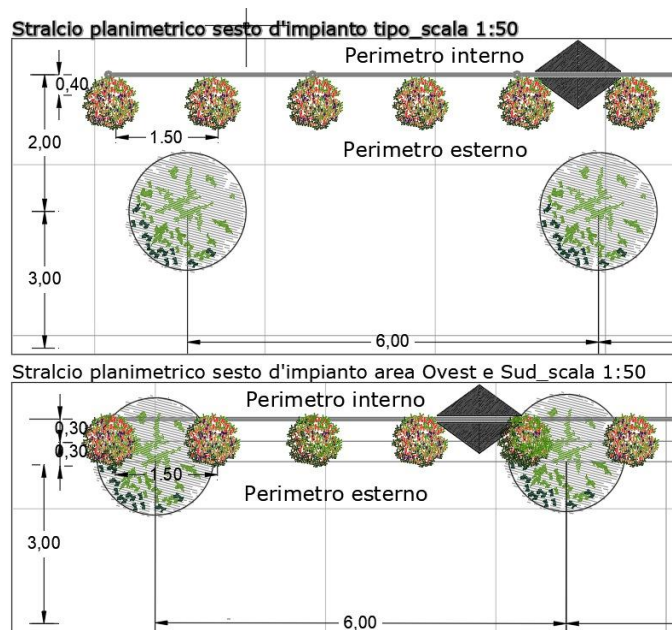 Stralcio planimetrico sesto d'impianto tipo_scala 1:50
Perimetro interno
0,40
1.50
Perimetro esterno
2,00
3,00
6,00
Stralcio planimetrico sesto d'impianto area Ovest e Sud_scala 1:50
Perimetro interno
0,30
0,30
1.50
Perimetro esterno
3,00
6,00